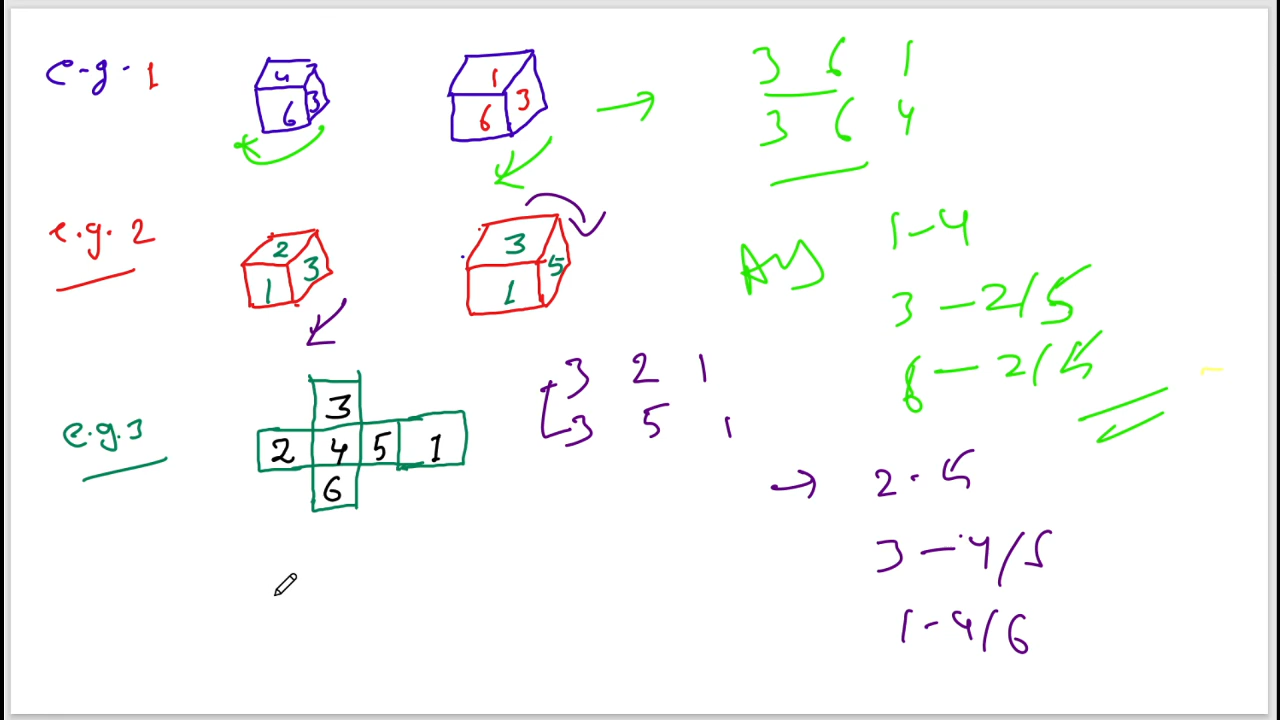 e-g- 1
4
6 3
1
6 3
3 6 1
3 6 4
Ans
1-4
3 - 2/5
6 - 2/5
e.g. 2
2
1 3
3
1 5
3 2 1
3 5 1
2 . 5
3 - 4/5
1 - 4/6
e.g.3
3
2 4 5 1
6